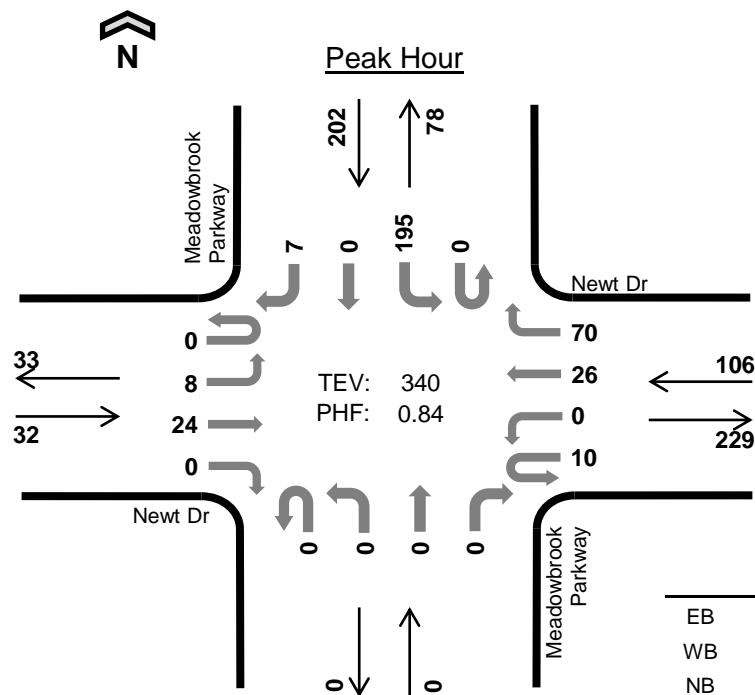 N
Peak Hour
202
78
Meadowbrook
Parkway
7
0
195
0
Newt Dr
0
70
33
8
TEV: 340
26
106
32
24
PHF: 0.84
0
229
0
10
Newt Dr
0
0
0
0
Meadowbrook
Parkway
EB
WB
NB
0
0